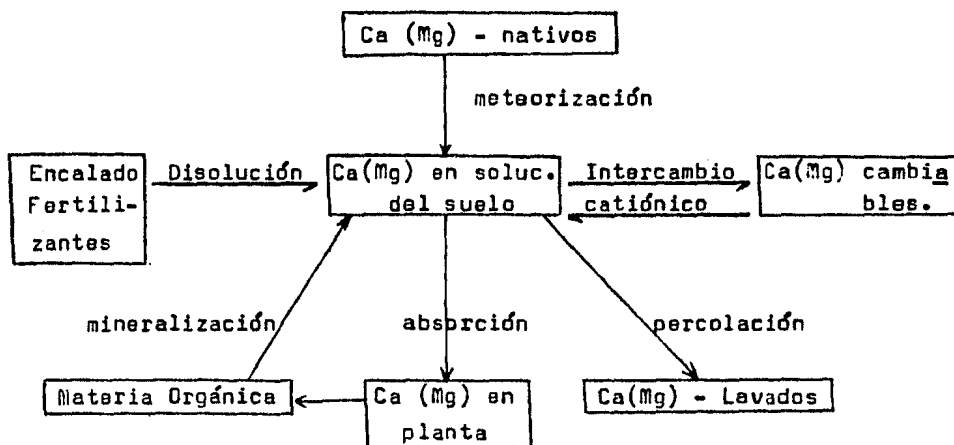 Ca (Mg) - nativos
meteorización
Encalado
Fertili-
zantes
Disolución
Ca(Mg) en soluc.
del suelo
Intercambio
catiónico
Ca(Mg) cambia
bles.
mineralización
absorción
percolación
Materia Orgánica
Ca (Mg) en
planta
Ca(Mg) - Lavados